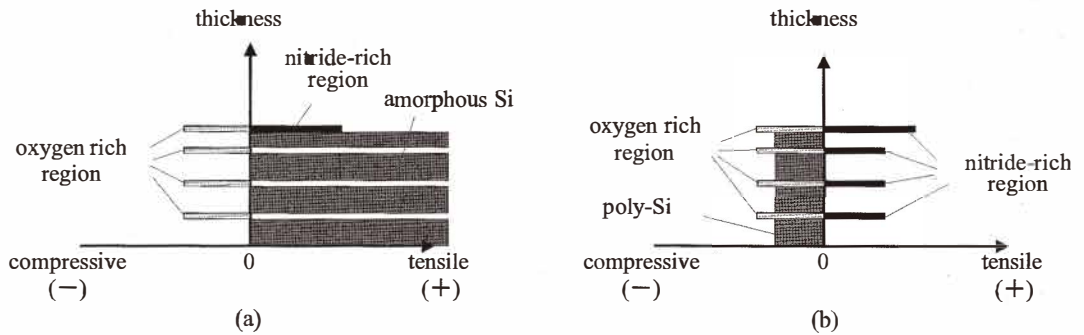 thickness
nitride-rich
region
amorphous Si
oxygen rich
region
compressive
0
tensile
(−)
(+)
(a)
thickness
oxygen rich
region
nitride-rich
region
poly-Si
compressive
0
tensile
(−)
(+)
(b)